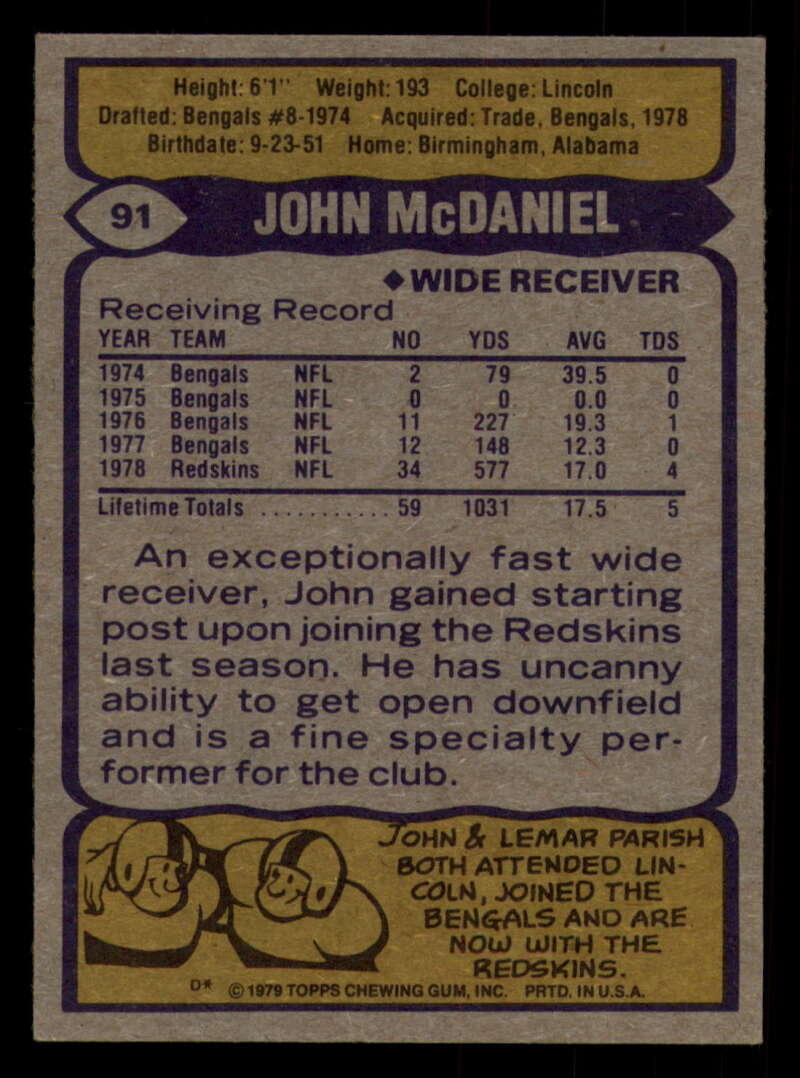 Height: 6'1" Weight: 193 College: Lincoln
Drafted: Bengals #8-1974 Acquired: Trade, Bengals, 1978
Birthdate: 9-23-51 Home: Birmingham, Alabama
91 JOHN McDANIEL
◆WIDE RECEIVER
Receiving Record
YEAR TEAM NO YDS AVG TDS
1974 Bengals NFL 2 79 39.5 0
1975 Bengals NFL 0 0 0.0 0
1976 Bengals NFL 11 227 19.3 1
1977 Bengals NFL 12 148 12.3 0
1978 Redskins NFL 34 577 17.0 4
Lifetime Totals ........... 59 1031 17.5 5
An exceptionally fast wide
receiver, John gained starting
post upon joining the Redskins
last season. He has uncanny
ability to get open downfield
and is a fine specialty per-
former for the club.
JOHN & LEMAR PARISH
BOTH ATTENDED LIN-
COLN, JOINED THE
BENGALS AND ARE
NOW WITH THE
REDSKINS.
D* ©1979 TOPPS CHEWING GUM, INC. PRTD. IN U.S.A.